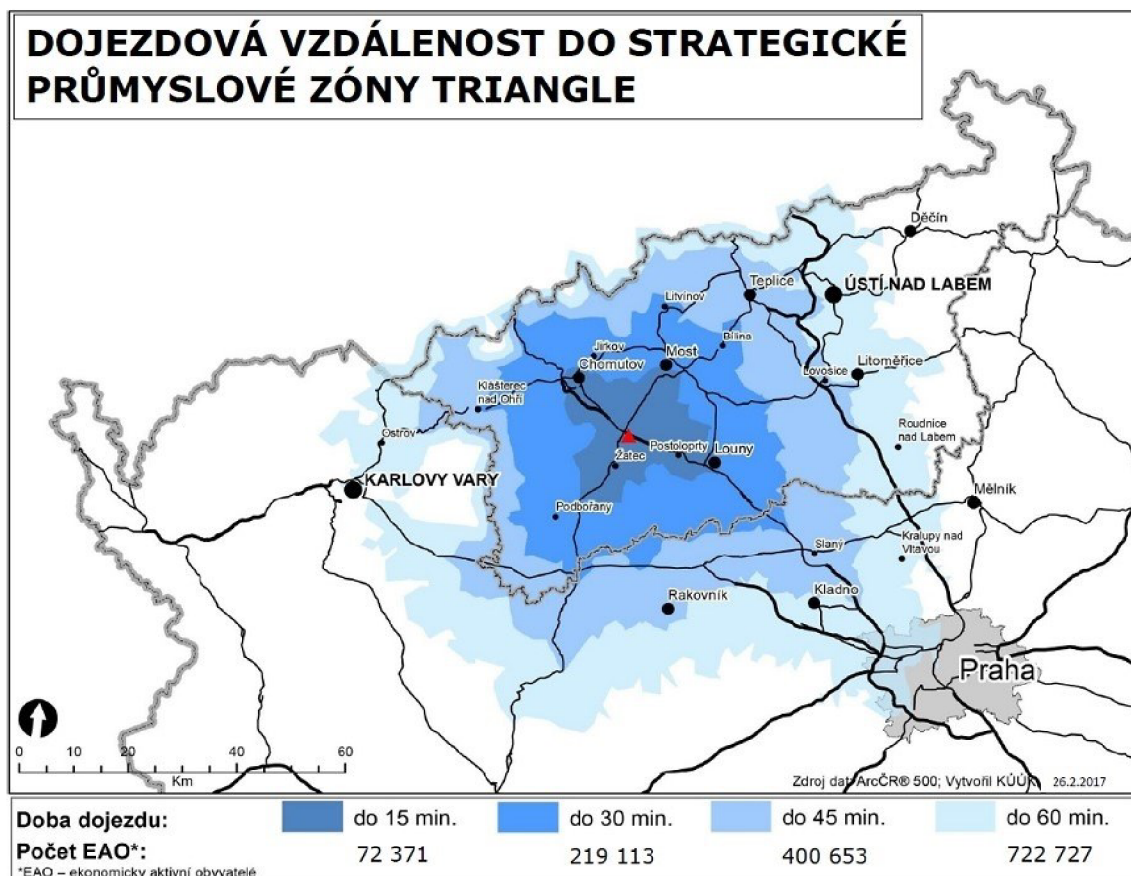 DOJEZDOVÁ VZDÁLENOST DO STRATEGICKÉ
PRŮMYSLOVÉ ZÓNY TRIANGLE
Děčín
Teplice
ÚSTÍ NAD LABEM
Litvínov
Bílina
Jirkov
Most
Chomutov
Lovosice
Litoměřice
Klášterec
nad Ohří
Ostrov
Roudnice
nad Labem
Postoloprty
Louny
Žatec
KARLOVY VARY
Mělník
Podbořany
Slaný
Kralupy nad
Vltavou
Rakovník
Kladno
Praha
0 10 20 40 60
Km
Zdroj dat: ArcČR® 500; Vytvořil KÚÚK 26.2.2017
Doba dojezdu: do 15 min. do 30 min. do 45 min. do 60 min.
Počet EAO*: 72 371 219 113 400 653 722 727
*EAO – ekonomicky aktivní obyvatelé